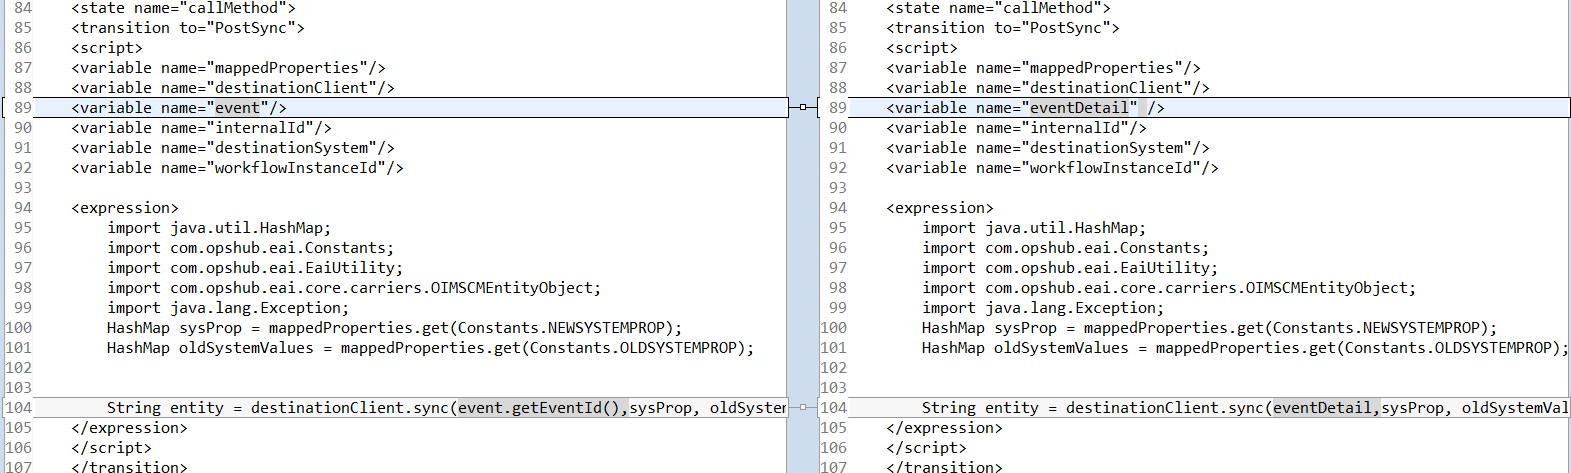 84 <state name="callMethod">
85 <transition to="PostSync">
86 <script>
87 <variable name="mappedProperties"/>
88 <variable name="destinationClient"/>
89 <variable name="event"/>
90 <variable name="internalId"/>
91 <variable name="destinationSystem"/>
92 <variable name="workflowInstanceId"/>
93
94 <expression>
95 import java.util.HashMap;
96 import com.opshub.eai.Constants;
97 import com.opshub.eai.EaiUtility;
98 import com.opshub.eai.core.carriers.OIMSCMEntityObject;
99 import java.lang.Exception;
100 HashMap sysProp = mappedProperties.get(Constants.NEWSYSTEMPROP);
101 HashMap oldSystemValues = mappedProperties.get(Constants.OLDSYSTEMPROP);
102
103
104 String entity = destinationClient.sync(event.getEventId(),sysProp, oldSyster
105 </expression>
106 </script>
107 </transition>
84 <state name="callMethod">
85 <transition to="PostSync">
86 <script>
87 <variable name="mappedProperties"/>
88 <variable name="destinationClient"/>
89 <variable name="eventDetail" />
90 <variable name="internalId"/>
91 <variable name="destinationSystem"/>
92 <variable name="workflowInstanceId"/>
93
94 <expression>
95 import java.util.HashMap;
96 import com.opshub.eai.Constants;
97 import com.opshub.eai.EaiUtility;
98 import com.opshub.eai.core.carriers.OIMSCMEntityObject;
99 import java.lang.Exception;
100 HashMap sysProp = mappedProperties.get(Constants.NEWSYSTEMPROP);
101 HashMap oldSystemValues = mappedProperties.get(Constants.OLDSYSTEMPROP);
102
103
104 String entity = destinationClient.sync(eventDetail,sysProp, oldSystemVal
105 </expression>
106 </script>
107 </transition>